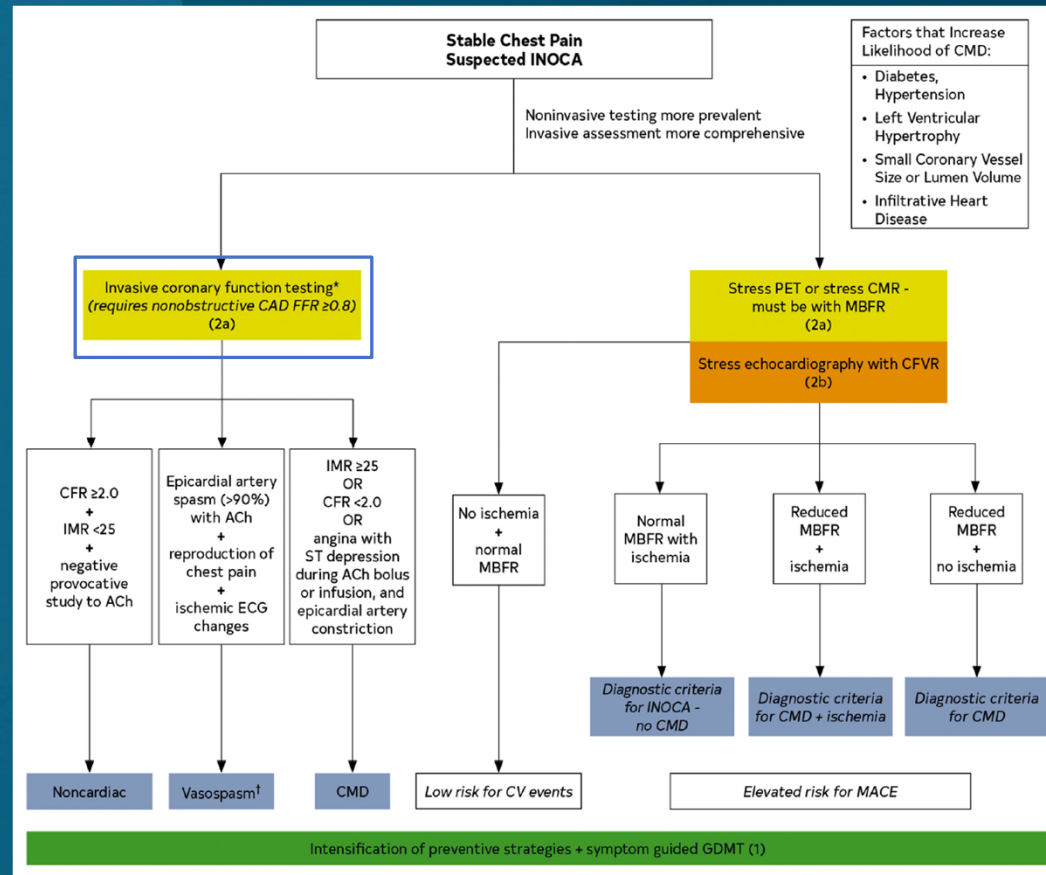 Stable Chest Pain
Suspected INOCA
Factors that Increase
Likelihood of CMD:
• Diabetes,
Hypertension
• Left Ventricular
Hypertrophy
• Small Coronary Vessel
Size or Lumen Volume
• Infiltrative Heart
Disease
Noninvasive testing more prevalent
Invasive assessment more comprehensive
Invasive coronary function testing*
(requires nonobstructive CAD FFR ≥0.8)
(2a)
Stress PET or stress CMR -
must be with MBFR
(2a)
Stress echocardiography with CFVR
(2b)
CFR ≥2.0
+
IMR <25
+
negative
provocative
study to ACh
Epicardial artery
spasm (>90%)
with ACh
+
reproduction of
chest pain
+
ischemic ECG
changes
IMR ≥25
OR
CFR <2.0
OR
angina with
ST depression
during ACh bolus
or infusion, and
epicardial artery
constriction
No ischemia
+
normal
MBFR
Normal
MBFR with
ischemia
Reduced
MBFR
+
ischemia
Reduced
MBFR
+
no ischemia
Diagnostic criteria
for INOCA -
no CMD
Diagnostic criteria
for CMD + ischemia
Diagnostic criteria
for CMD
Noncardiac
Vasospasm†
CMD
Low risk for CV events
Elevated risk for MACE
Intensification of preventive strategies + symptom guided GDMT (1)